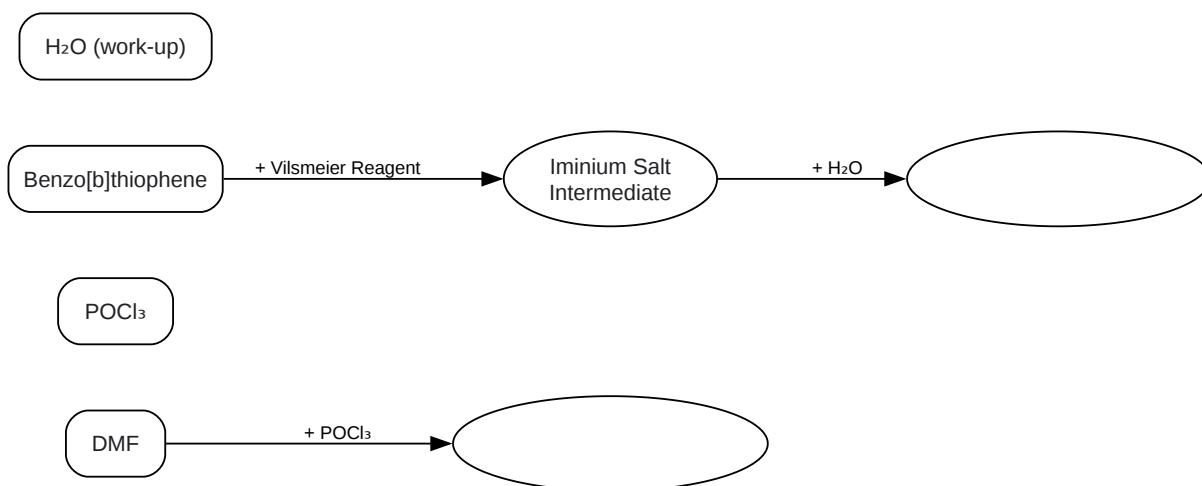 H₂O (work-up)
Benzo[b]thiophene
+ Vilsmeier Reagent
Iminium Salt
Intermediate
+ H₂O
POCl₃
DMF
+ POCl₃